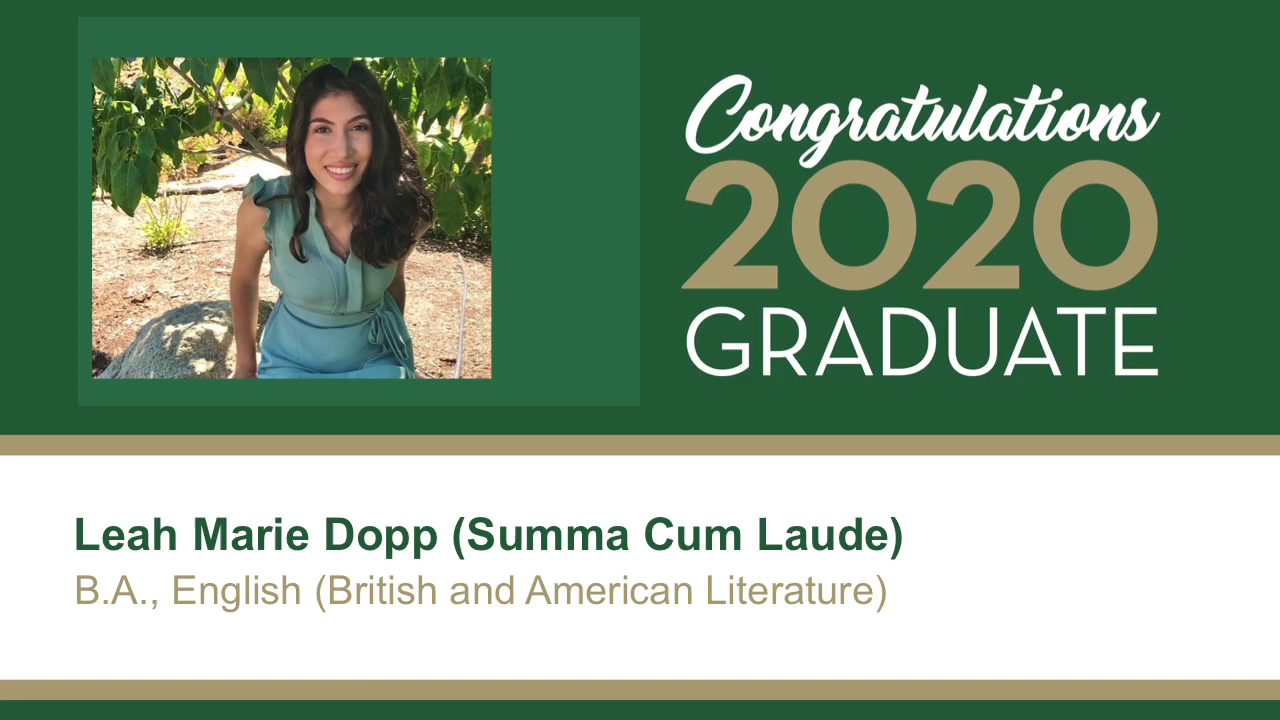 Congratulations
2020
GRADUATE
Leah Marie Dopp (Summa Cum Laude)
B.A., English (British and American Literature)